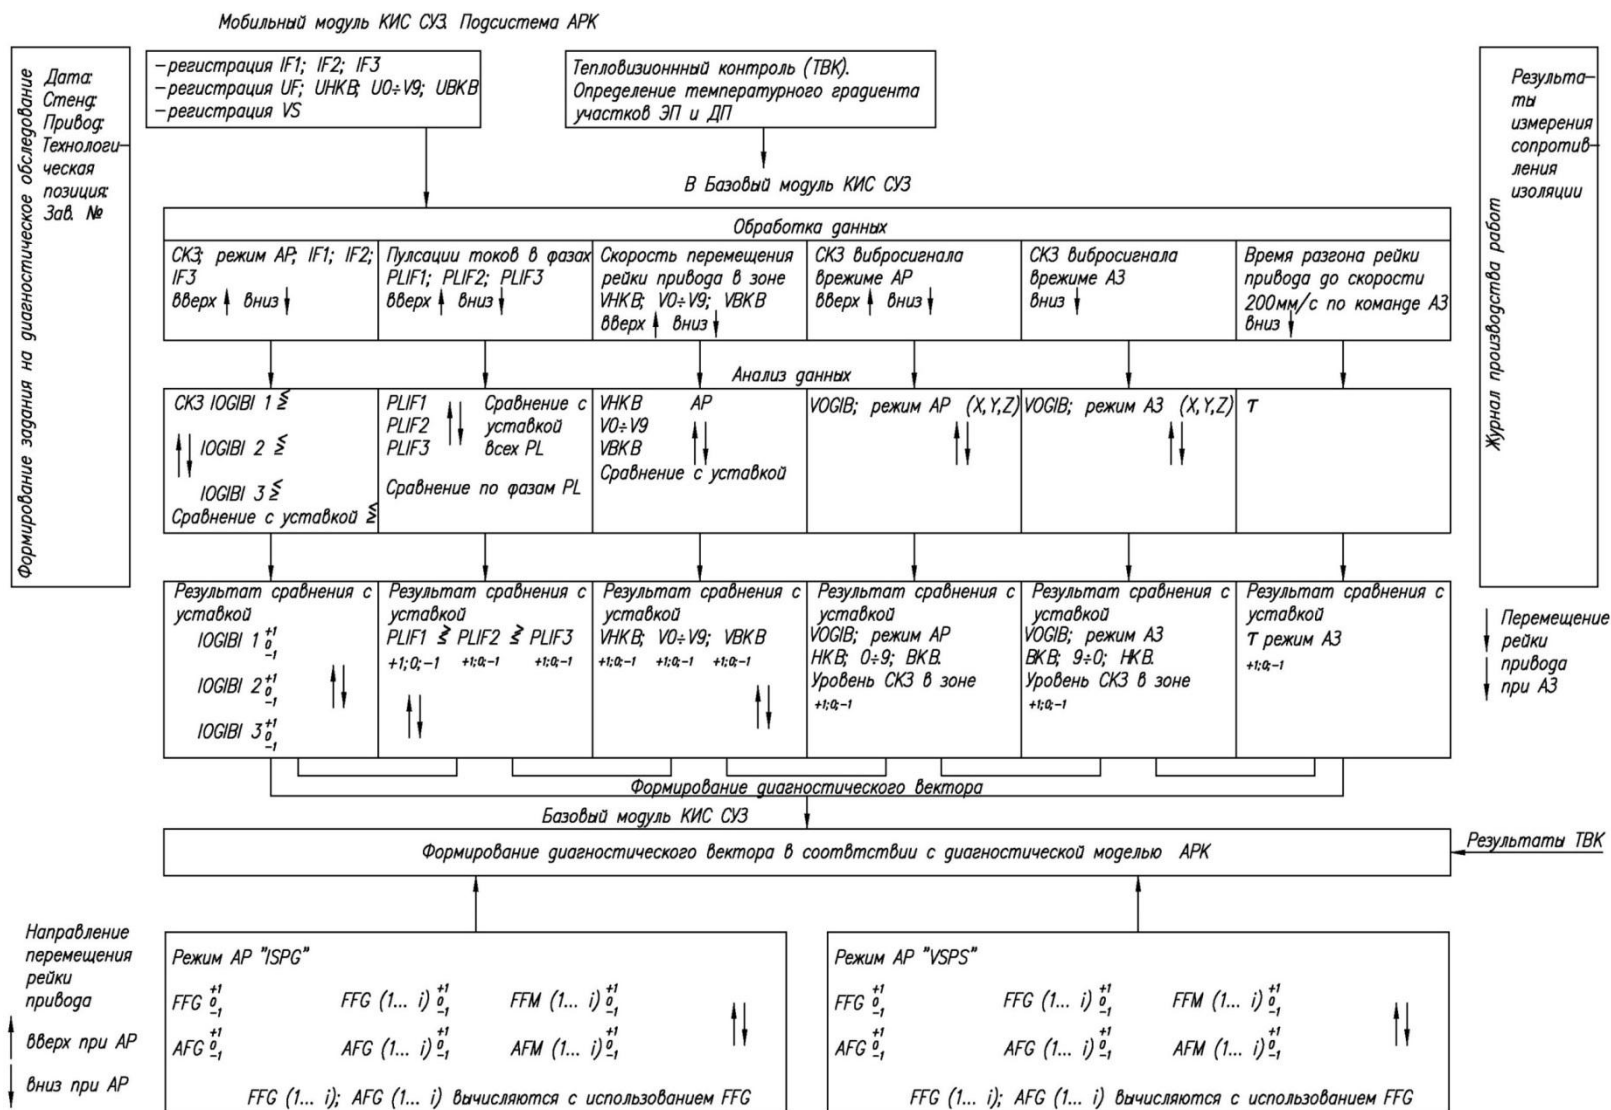 Мобильный модуль КИС СУЗ. Подсистема АРК
Формирование задания на диагностическое обследование
Дата:
Стенд:
Привод:
Технологи-
ческая
позиция:
Зав. №
-регистрация IF1; IF2; IF3
-регистрация UF; UНКВ; U0÷V9; UВКВ
-регистрация VS
Тепловизионнный контроль (ТВК).
Определение температурного градиента
участков ЭП и ДП
Журнал производства работ
Результа-
ты
измерения
сопротив-
ления
изоляции
В Базовый модуль КИС СУЗ
Обработка данных
СКЗ; режим АР; IF1; IF2;
IF3
вверх ↑ вниз ↓
Пулсации токов в фазах
PLIF1; PLIF2; PLIF3
вверх ↑ вниз ↓
Скорость перемещения
рейки привода в зоне
VНКВ; V0÷V9; VВКВ
вверх ↑ вниз ↓
СКЗ вибросигнала
врежиме АР
вверх ↑ вниз ↓
СКЗ вибросигнала
врежиме АЗ
вниз ↓
Время разгона рейки
привода до скорости
200мм/с по команде АЗ
вниз ↓
Анализ данных
СКЗ IOGIBI 1 ≶
IOGIBI 2 ≶
IOGIBI 3 ≶
Сравнение с уставкой ≶
PLIF1 ↑↓ Сравнение с
PLIF2 уставкой
PLIF3 всех PL
Сравнение по фазам PL
VНКВ АР
V0÷V9
VВКВ
Сравнение с уставкой
VOGIB; режим АР (X,Y,Z)
VOGIB; режим АЗ (X,Y,Z)
τ
Результат сравнения с
уставкой
IOGIBI 1 +1 0 -1
IOGIBI 2 +1 0 -1
IOGIBI 3 +1 0 -1
Результат сравнения с
уставкой
PLIF1 ≷ PLIF2 ≷ PLIF3
+1;0;-1 +1;0;-1 +1;0;-1
Результат сравнения с
уставкой
VНКВ; V0÷V9; VВКВ
+1;0;-1 +1;0;-1 +1;0;-1
Результат сравнения с
уставкой
VOGIB; режим АР
НКВ; 0÷9; ВКВ.
Уровень СКЗ в зоне
+1;0;-1
Результат сравнения с
уставкой
VOGIB; режим АЗ
ВКВ; 9÷0; НКВ.
Уровень СКЗ в зоне
+1;0;-1
Результат сравнения с
уставкой
τ режим АЗ
+1;0;-1
Перемещение
рейки
привода
при АЗ
Формирование диагностического вектора
Базовый модуль КИС СУЗ
Формирование диагностического вектора в соответствии с диагностической моделью АРК
Результаты ТВК
Направление
перемещения
рейки
привода
вверх при АР
вниз при АР
Режим АР "ISPG"
FFG +1 0 -1 FFG (1... i) +1 0 -1 FFM (1... i) +1 0 -1
AFG +1 0 -1 AFG (1... i) +1 0 -1 AFM (1... i) +1 0 -1
FFG (1... i); AFG (1... i) вычисляются с использованием FFG
Режим АР "VSPS"
FFG +1 0 -1 FFG (1... i) +1 0 -1 FFM (1... i) +1 0 -1
AFG +1 0 -1 AFG (1... i) +1 0 -1 AFM (1... i) +1 0 -1
FFG (1... i); AFG (1... i) вычисляются с использованием FFG